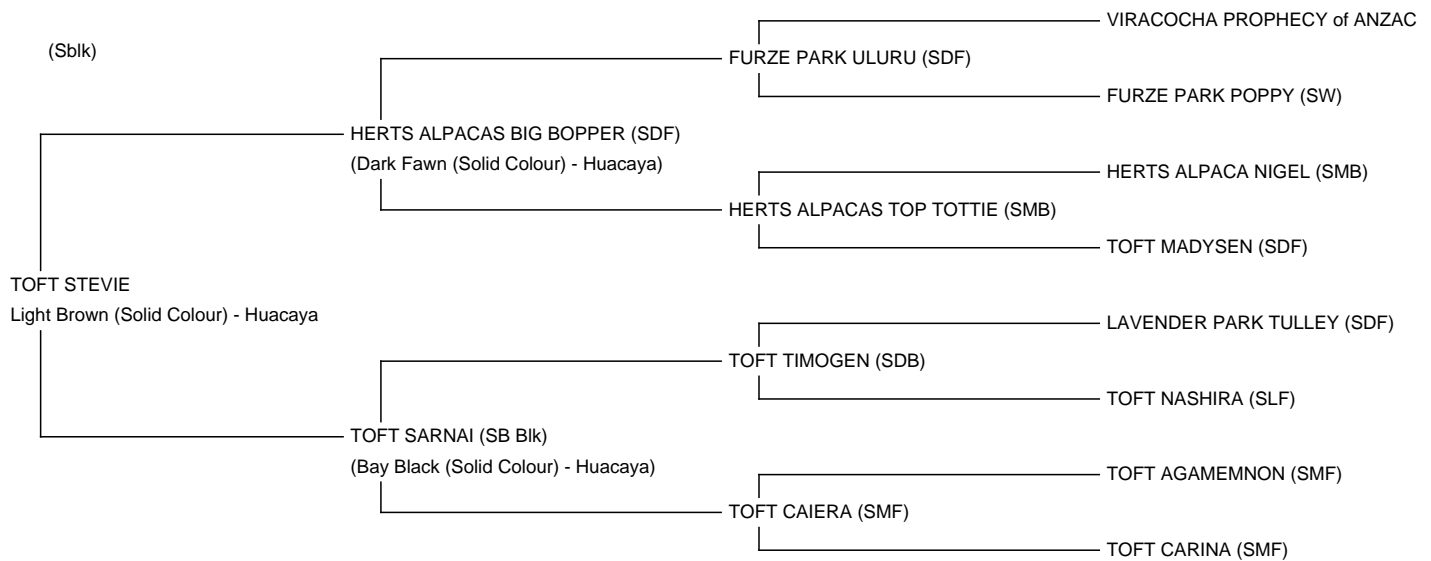 VIRACOCHA PROPHECY of ANZAC
(Sblk)
FURZE PARK ULURU (SDF)
FURZE PARK POPPY (SW)
HERTS ALPACAS BIG BOPPER (SDF)
(Dark Fawn (Solid Colour) - Huacaya)
HERTS ALPACA NIGEL (SMB)
HERTS ALPACAS TOP TOTTIE (SMB)
TOFT MADYSEN (SDF)
TOFT STEVIE
Light Brown (Solid Colour) - Huacaya
LAVENDER PARK TULLEY (SDF)
TOFT TIMOGEN (SDB)
TOFT NASHIRA (SLF)
TOFT SARNAI (SB Blk)
(Bay Black (Solid Colour) - Huacaya)
TOFT AGAMEMNON (SMF)
TOFT CAIERA (SMF)
TOFT CARINA (SMF)